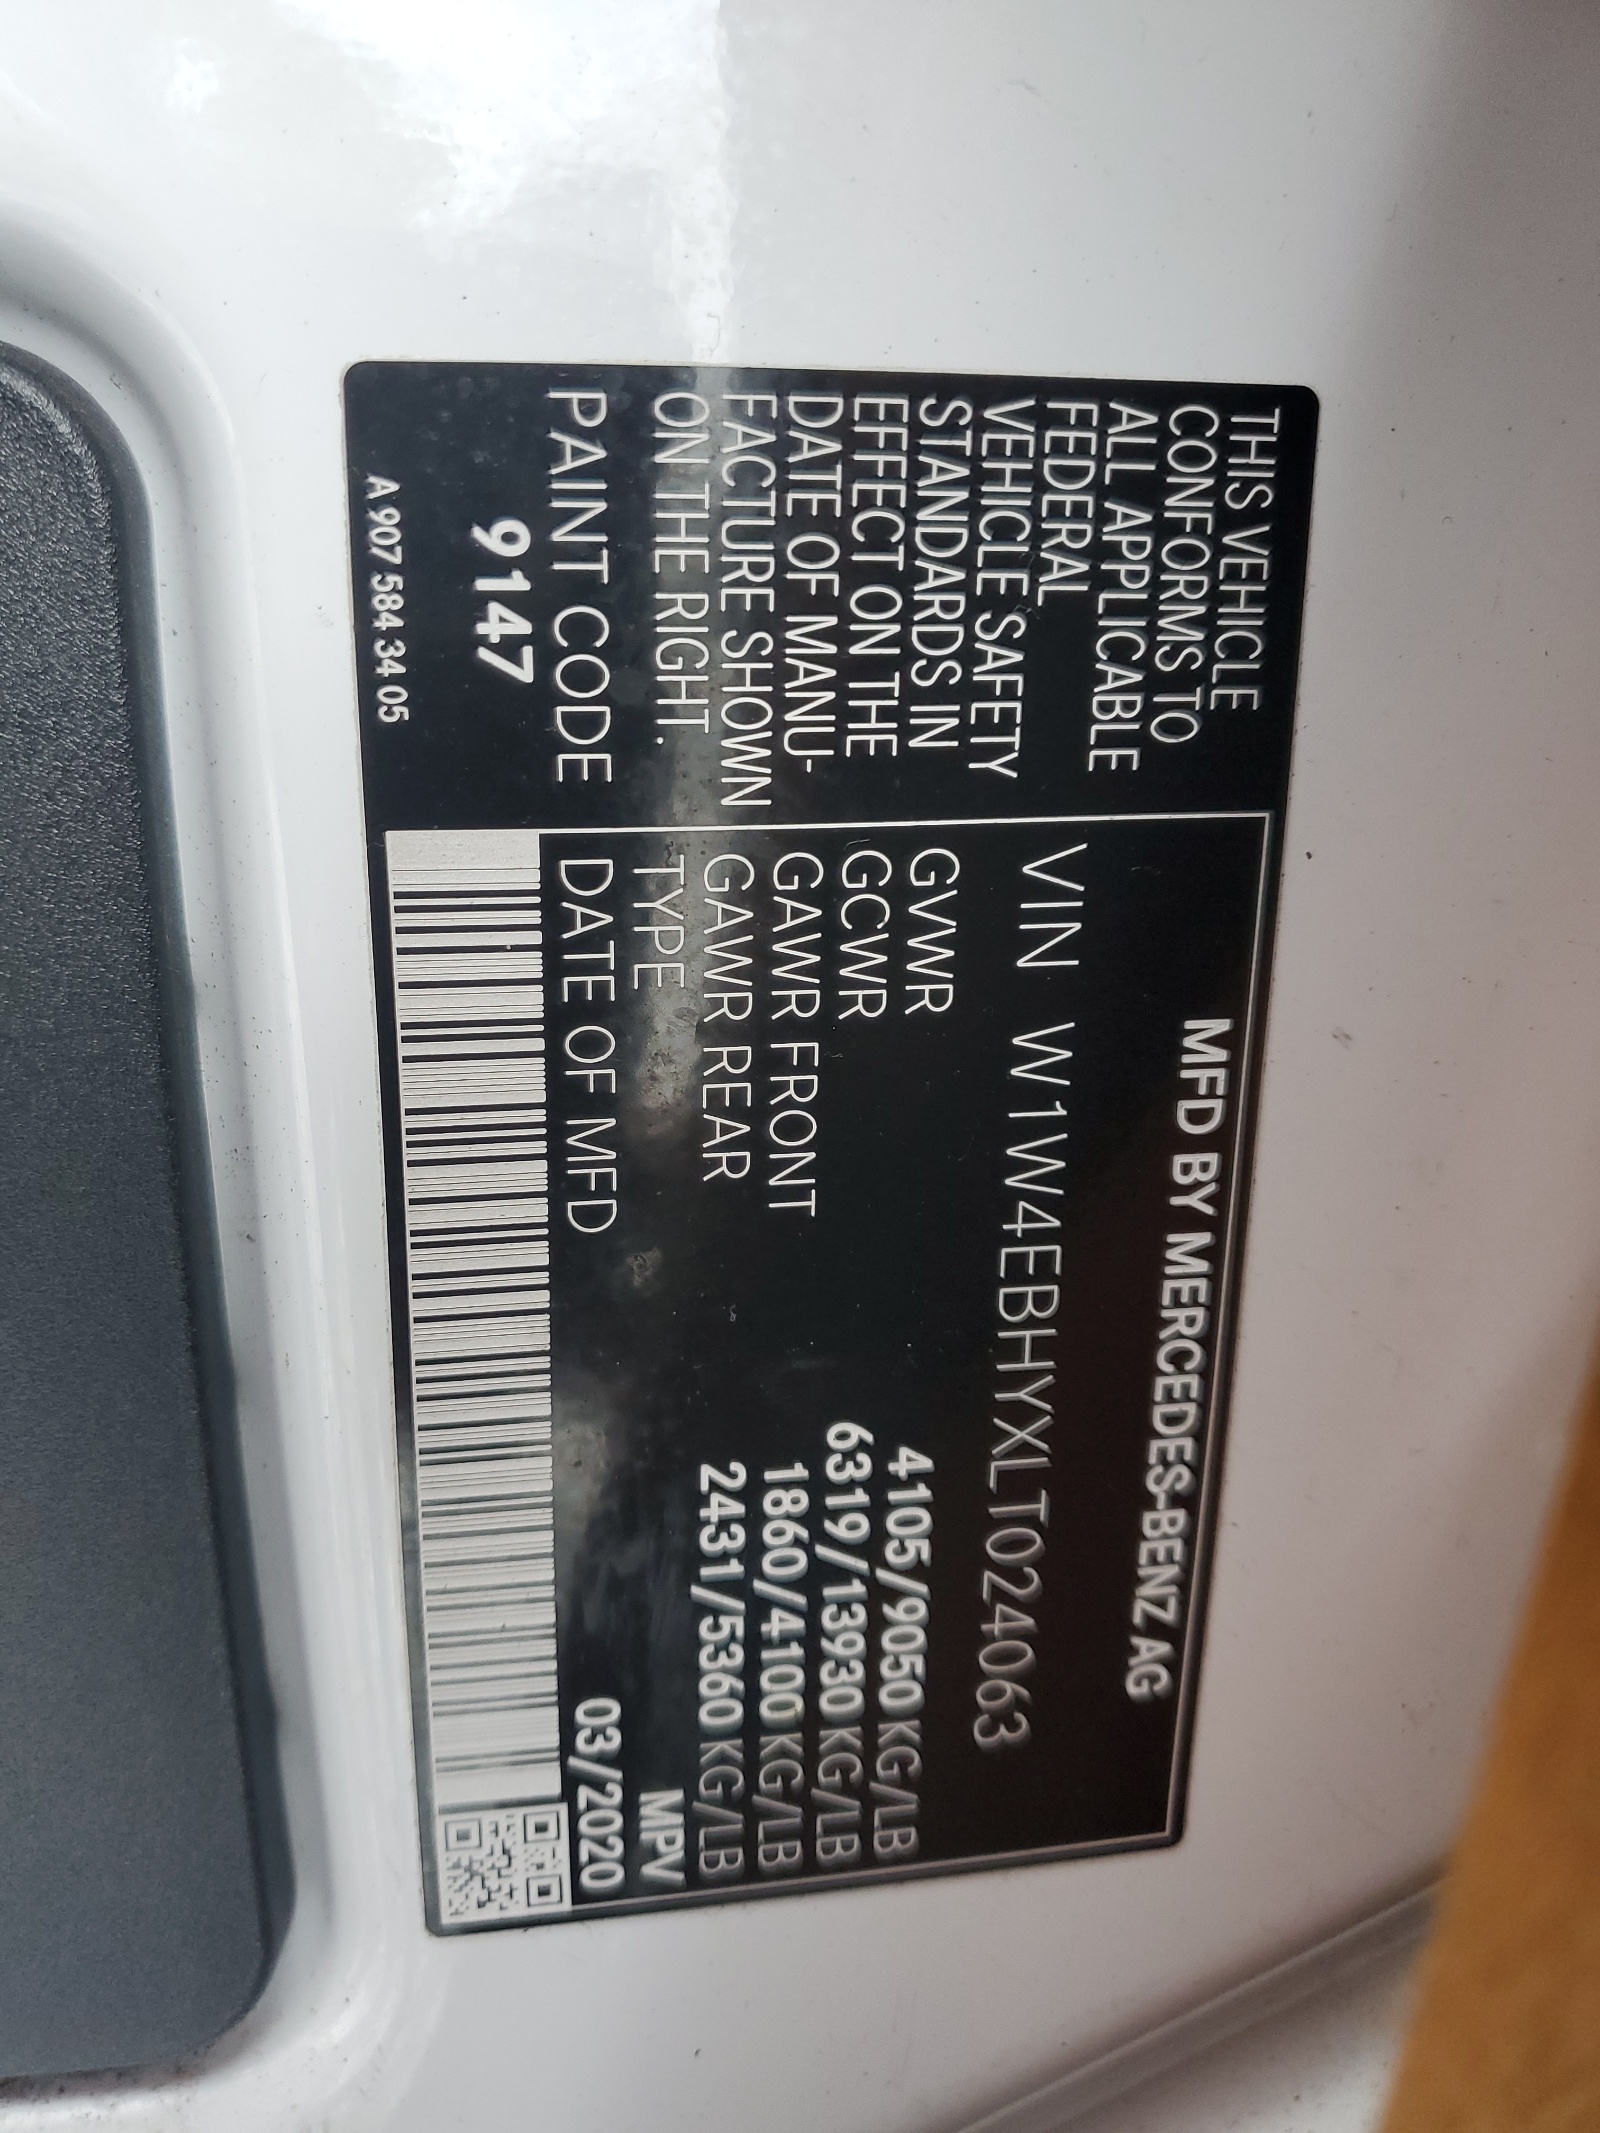 THIS VEHICLE
CONFORMS TO
ALL APPLICABLE
FEDERAL
VEHICLE SAFETY
STANDARDS IN
EFFECT ON THE
DATE OF MANU-
FACTURE SHOWN
ON THE RIGHT.
PAINT CODE
9147
A 907 584 34 05
MFD BY MERCEDES-BENZ AG
VIN W1W4EBHYXLT024063
GVWR 4105/9050 KG/LB
GCWR 6319/13930 KG/LB
GAWR FRONT 1860/4100 KG/LB
GAWR REAR 2431/5360 KG/LB
TYPE MPV
DATE OF MFD 03/2020